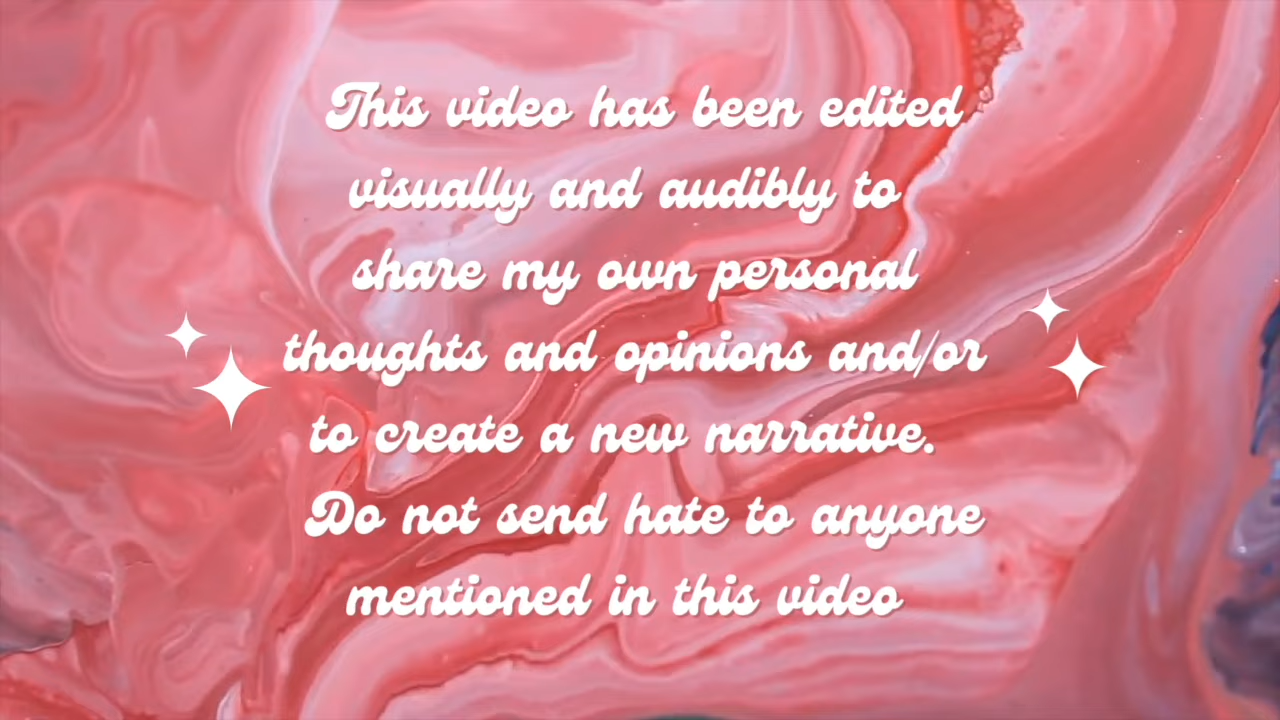 This video has been edited
visually and audibly to
share my own personal
thoughts and opinions and/or
to create a new narrative.
Do not send hate to anyone
mentioned in this video